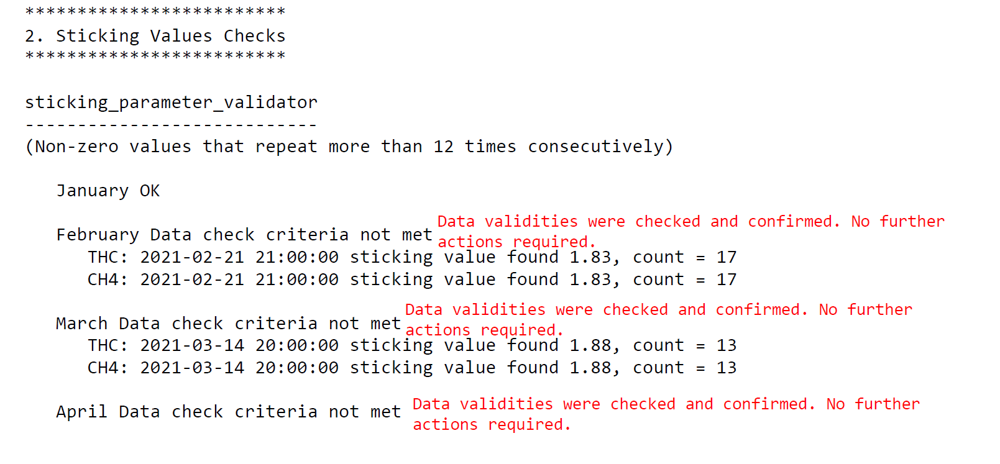 *************************
2. Sticking Values Checks
*************************
sticking_parameter_validator
----------------------------
(Non-zero values that repeat more than 12 times consecutively)
January OK
February Data check criteria not met
Data validities were checked and confirmed. No further
actions required.
THC: 2021-02-21 21:00:00 sticking value found 1.83, count = 17
CH4: 2021-02-21 21:00:00 sticking value found 1.83, count = 17
March Data check criteria not met
Data validities were checked and confirmed. No further
actions required.
THC: 2021-03-14 20:00:00 sticking value found 1.88, count = 13
CH4: 2021-03-14 20:00:00 sticking value found 1.88, count = 13
April Data check criteria not met
Data validities were checked and confirmed. No further
actions required.